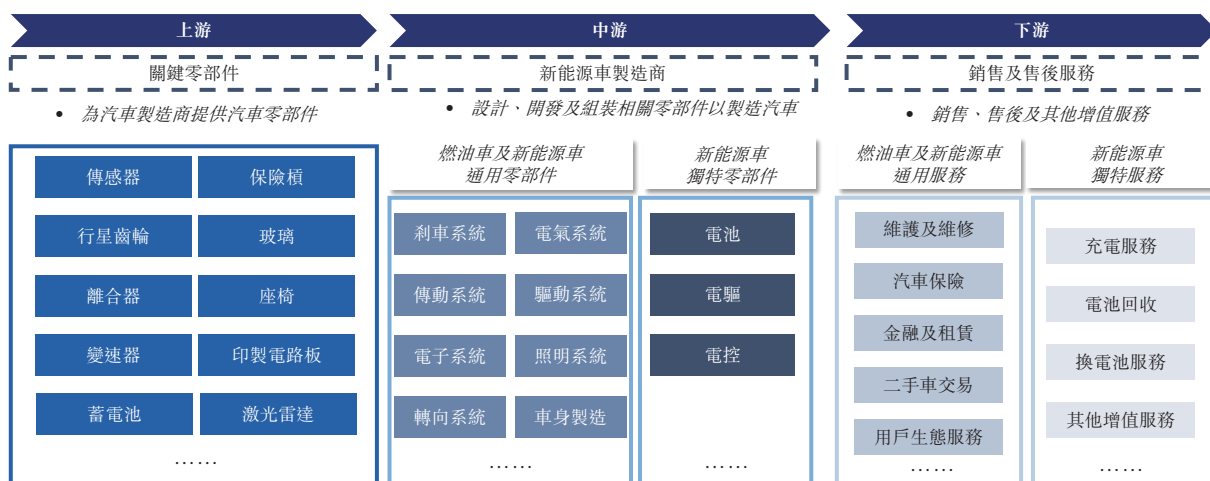 上游
中游
下游
關鍵零部件
新能源車製造商
銷售及售後服務
• 為汽車製造商提供汽車零部件
• 設計、開發及組裝相關零部件以製造汽車
• 銷售、售後及其他增值服務
傳感器
保險槓
行星齒輪
玻璃
離合器
座椅
變速器
印製電路板
蓄電池
激光雷達
……
燃油車及新能源車
通用零部件
剎車系統
電氣系統
傳動系統
驅動系統
電子系統
照明系統
轉向系統
車身製造
……
新能源車
獨特零部件
電池
電驅
電控
……
燃油車及新能源車
通用服務
維護及維修
汽車保險
金融及租賃
二手車交易
用戶生態服務
……
新能源車
獨特服務
充電服務
電池回收
換電池服務
其他增值服務
……